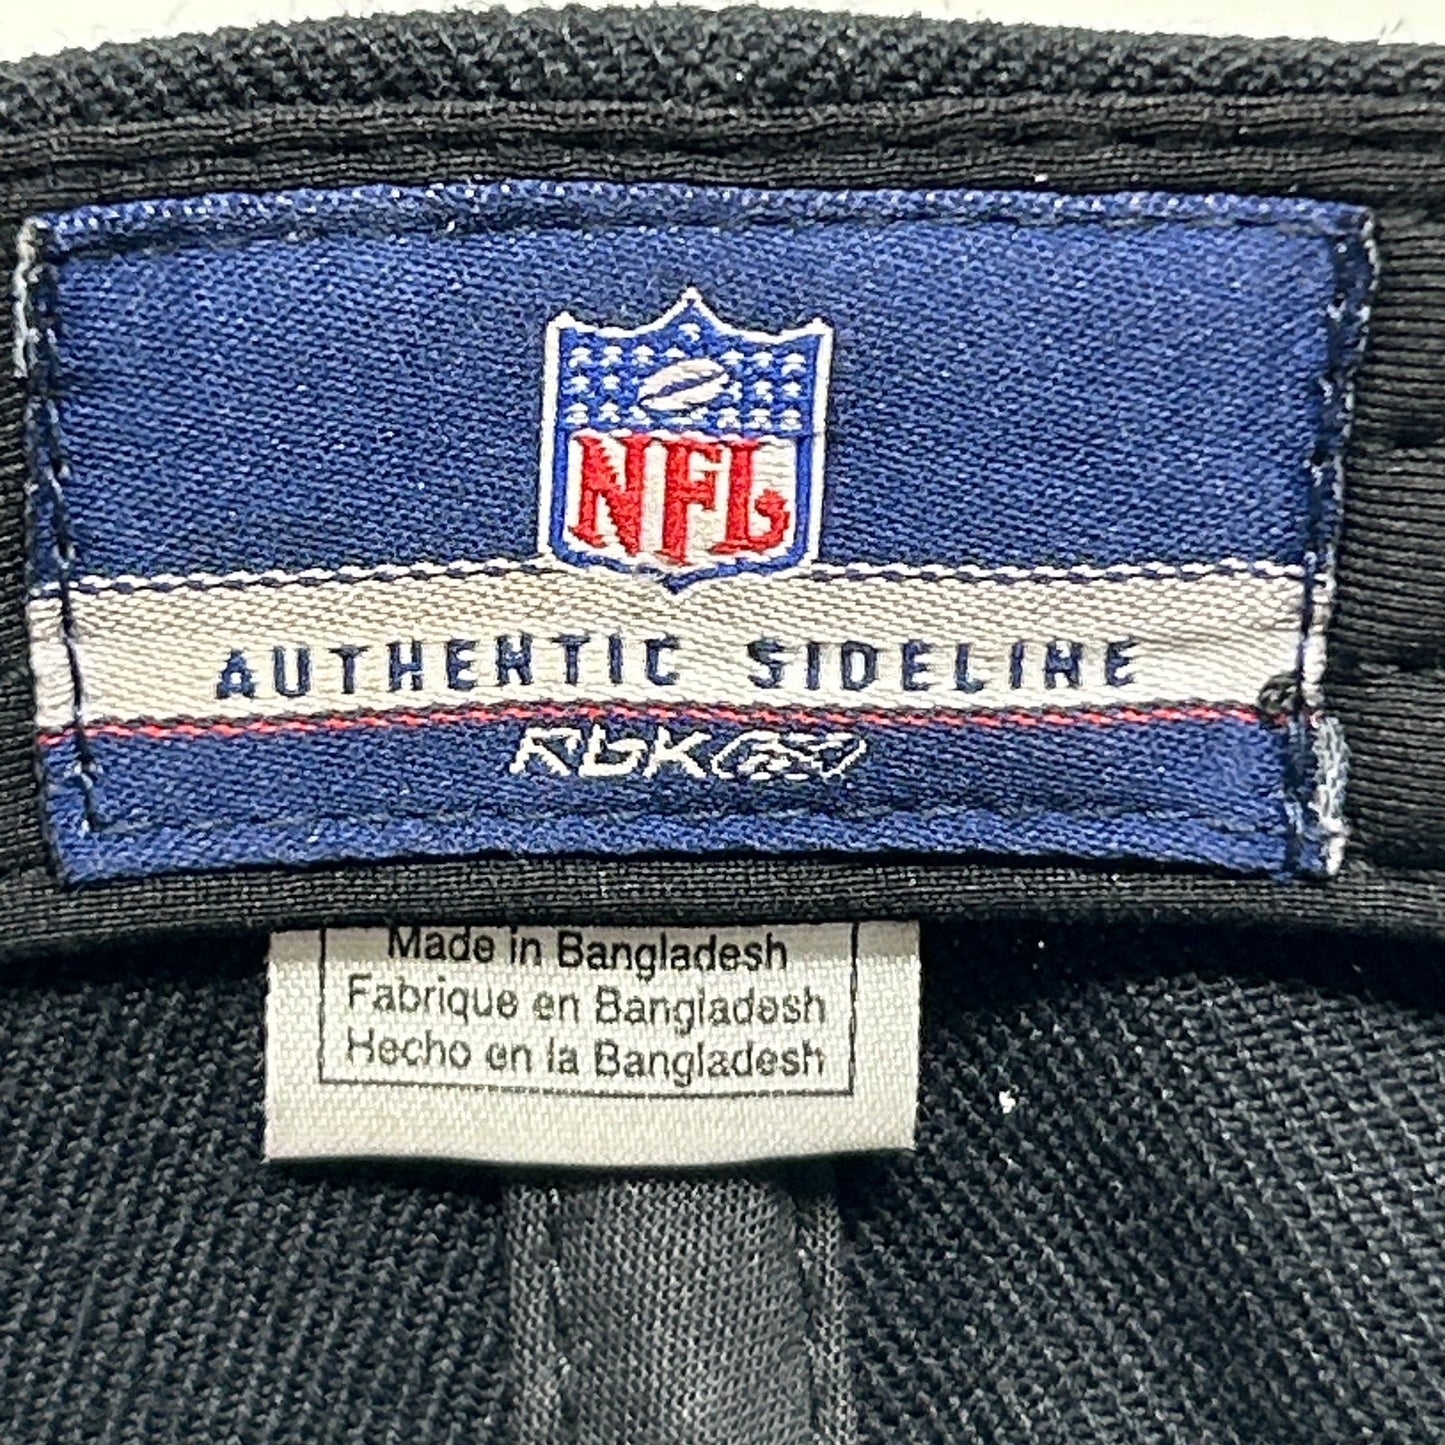 NFL
AUTHENTIC SIDELINE
RbK
Made in Bangladesh
Fabrique en Bangladesh
Hecho en la Bangladesh